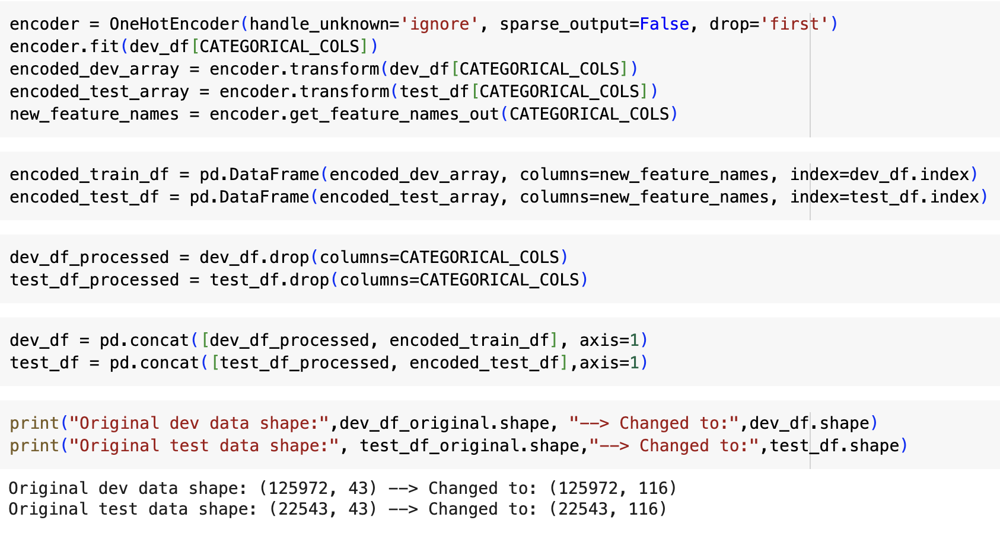 encoder = OneHotEncoder(handle_unknown='ignore', sparse_output=False, drop='first')
encoder.fit(dev_df[CATEGORICAL_COLS])
encoded_dev_array = encoder.transform(dev_df[CATEGORICAL_COLS])
encoded_test_array = encoder.transform(test_df[CATEGORICAL_COLS])
new_feature_names = encoder.get_feature_names_out(CATEGORICAL_COLS)
encoded_train_df = pd.DataFrame(encoded_dev_array, columns=new_feature_names, index=dev_df.index)
encoded_test_df = pd.DataFrame(encoded_test_array, columns=new_feature_names, index=test_df.index)
dev_df_processed = dev_df.drop(columns=CATEGORICAL_COLS)
test_df_processed = test_df.drop(columns=CATEGORICAL_COLS)
dev_df = pd.concat([dev_df_processed, encoded_train_df], axis=1)
test_df = pd.concat([test_df_processed, encoded_test_df],axis=1)
print("Original dev data shape:",dev_df_original.shape, "--> Changed to:",dev_df.shape)
print("Original test data shape:", test_df_original.shape,"--> Changed to:",test_df.shape)
Original dev data shape: (125972, 43) --> Changed to: (125972, 116)
Original test data shape: (22543, 43) --> Changed to: (22543, 116)